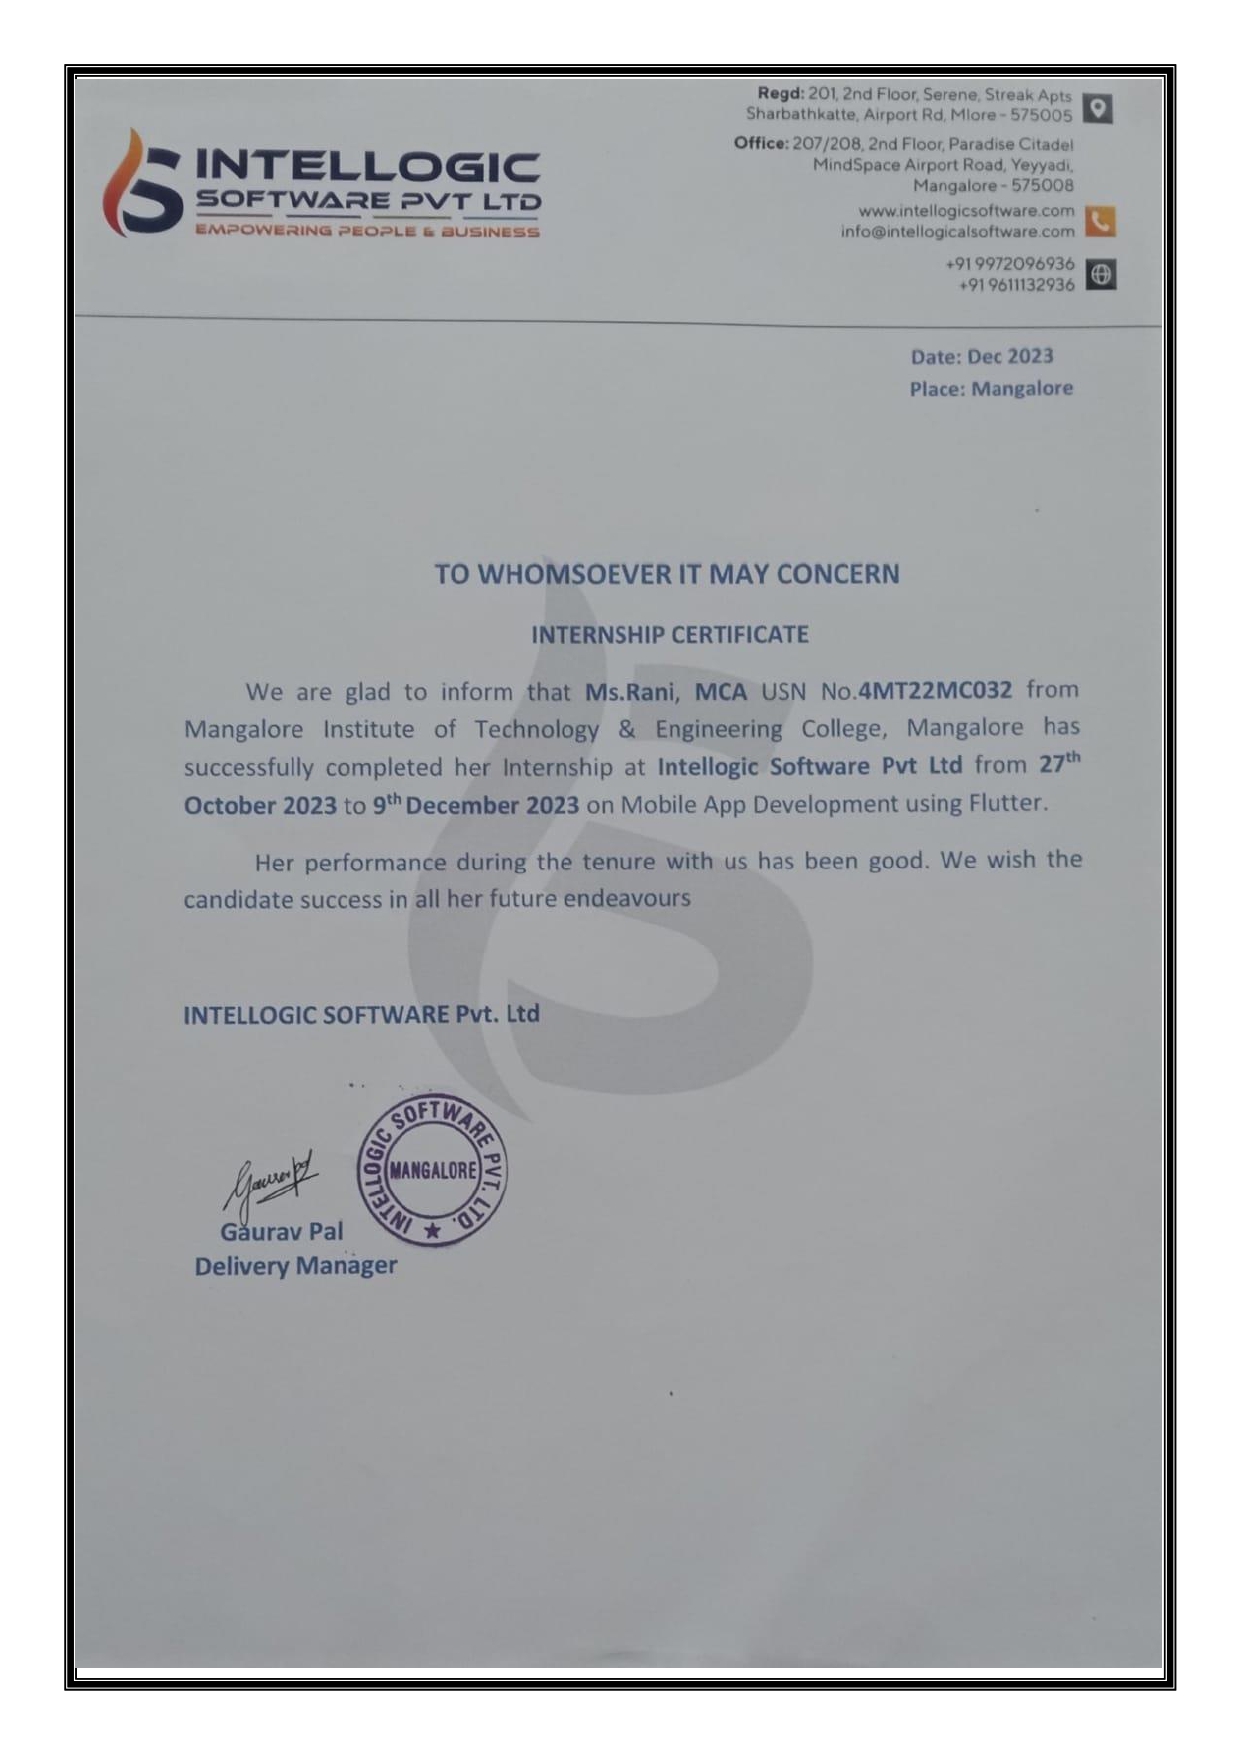 INTELLOGIC
SOFTWARE PVT LTD
EMPOWERING PEOPLE & BUSINESS
Regd: 201, 2nd Floor, Serene, Streak Apts
Sharbathkatte, Airport Rd, Mlore - 575005
Office: 207/208, 2nd Floor, Paradise Citadel
MindSpace Airport Road, Yeyyadi,
Mangalore - 575008
www.intellogicsoftware.com
info@intellogicalsoftware.com
+91 9972096936
+91 9611132936
Date: Dec 2023
Place: Mangalore
TO WHOMSOEVER IT MAY CONCERN
INTERNSHIP CERTIFICATE
We are glad to inform that Ms.Rani, MCA USN No.4MT22MC032 from
Mangalore Institute of Technology & Engineering College, Mangalore has
successfully completed her Internship at Intellogic Software Pvt Ltd from 27th
October 2023 to 9th December 2023 on Mobile App Development using Flutter.
Her performance during the tenure with us has been good. We wish the
candidate success in all her future endeavours
INTELLOGIC SOFTWARE Pvt. Ltd
INTELLOGIC SOFTWARE PVT. LTD.
MANGALORE
Gaurav Pal
Delivery Manager